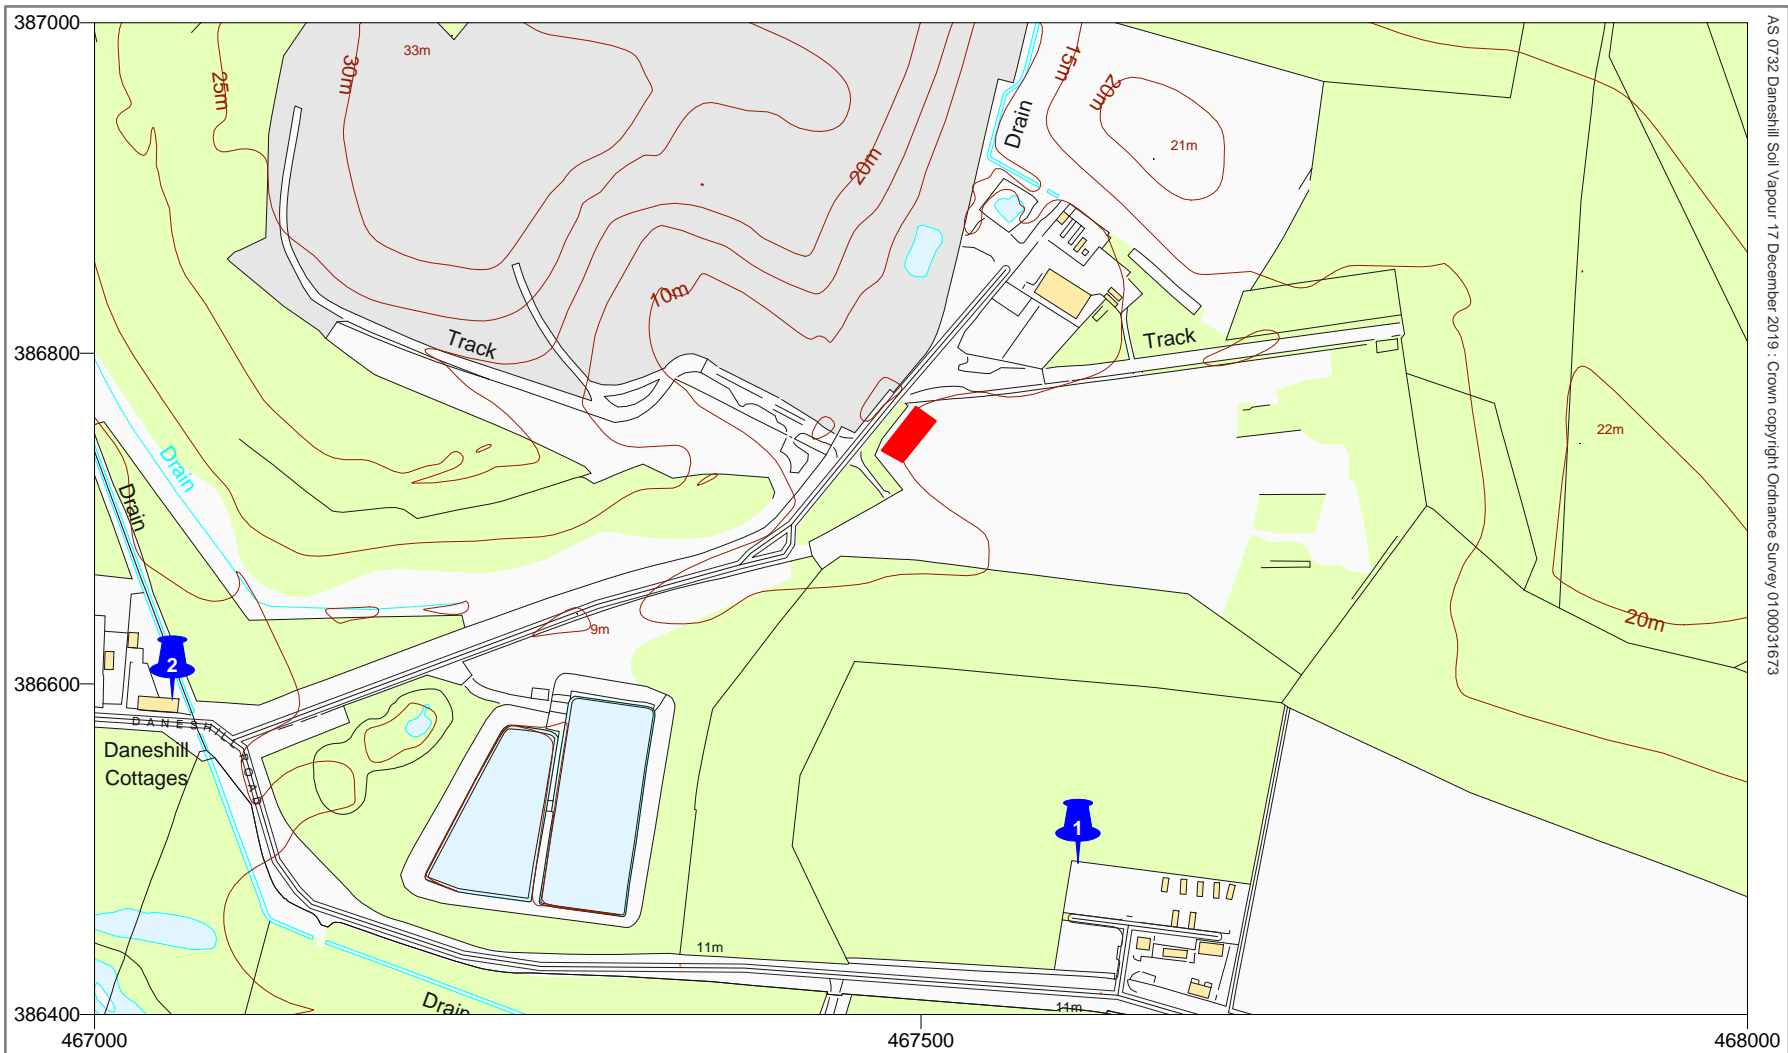 387000
386800
386600
386400
467000
467500
468000
33m
30m
25m
15m
20m
21m
Drain
20m
10m
Track
Track
22m
Drain
Drain
20m
9m
2
DANESHILL ROAD
Daneshill
Cottages
1
11m
11m
Drain
AS 0732 Daneshill Soil Vapour 17 December 2019 : Crown copyright Ordnance Survey 0100031673